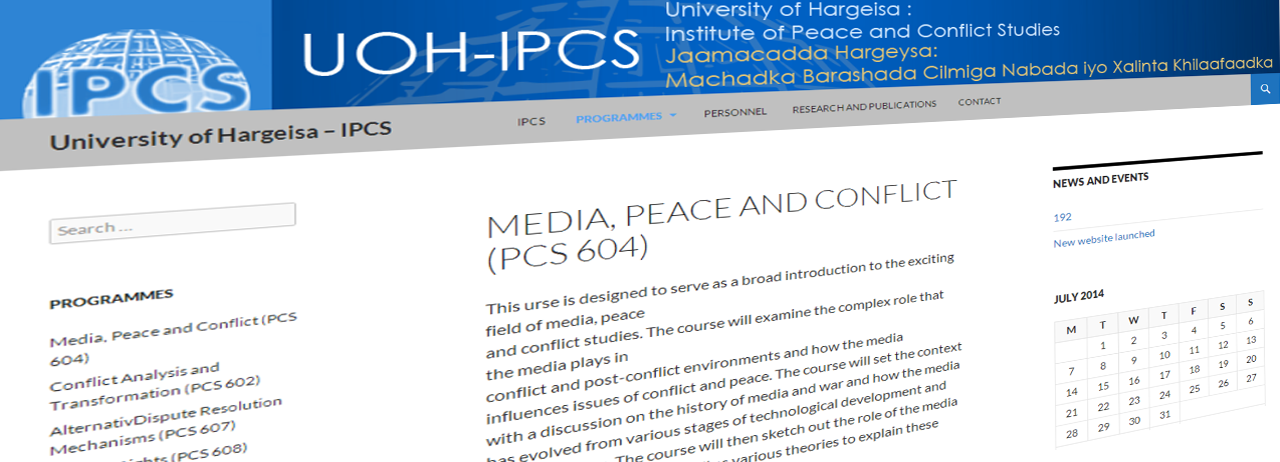 IPCS
UOH-IPCS
University of Hargeisa :
Institute of Peace and Conflict Studies
Jaamacaadda Hargeysa:
Machadka Barashada Cilmiga Nabada iyo Xalinta Khilaafaadka
University of Hargeisa – IPCS
IPCS PROGRAMMES PERSONNEL RESEARCH AND PUBLICATIONS CONTACT
Search ...
PROGRAMMES
Media, Peace and Conflict (PCS
604)
Conflict Analysis and
Transformation (PCS 602)
AlternativDispute Resolution
Mechanisms (PCS 607)
(PCS 608)
MEDIA, PEACE AND CONFLICT
(PCS 604)
This urse is designed to serve as a broad introduction to the exciting
field of media, peace
and conflict studies. The course will examine the complex role that
the media plays in
conflict and post-conflict environments and how the media
influences issues of conflict and peace. The course will set the context
with a discussion on the history of media and war and how the media
has evolved from various stages of technological development and
The course will then sketch out the role of the media
various theories to explain these
NEWS AND EVENTS
192
New website launched
JULY 2014
M T W T F S S
1 2 3 4 5 6
7 8 9 10 11 12 13
14 15 16 17 18 19 20
21 22 23 24 25 26 27
28 29 30 31